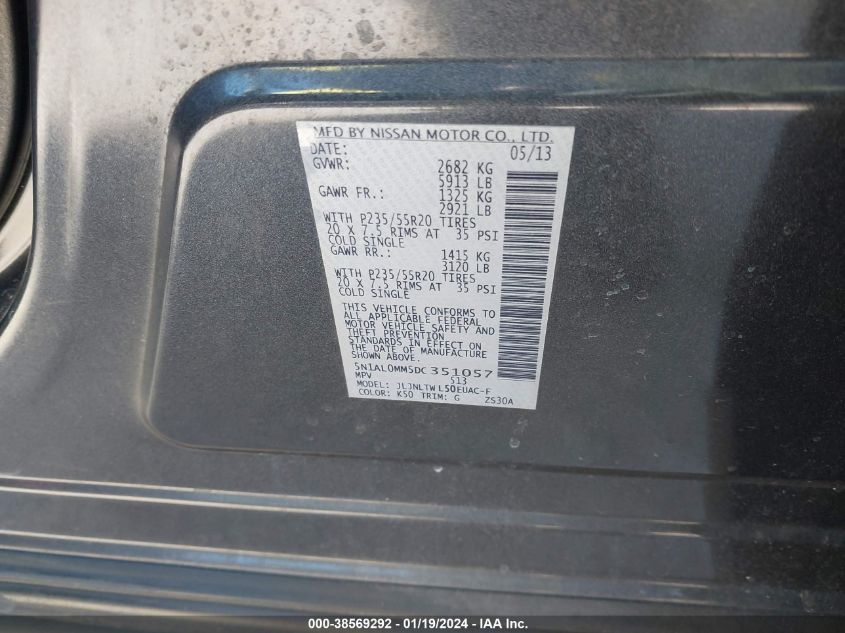 MFD BY NISSAN MOTOR CO., LTD.
DATE: 05/13
GVWR: 2682 KG
5913 LB
GAWR FR.: 1325 KG
2921 LB
WITH P235/55R20 TIRES
20 X 7.5 RIMS AT 35 PSI
COLD SINGLE
GAWR RR.: 1415 KG
3120 LB
WITH P235/55R20 TIRES
20 X 7.5 RIMS AT 35 PSI
COLD SINGLE
THIS VEHICLE CONFORMS TO
ALL APPLICABLE FEDERAL
MOTOR VEHICLE SAFETY AND
THEFT PREVENTION
STANDARDS IN EFFECT ON
THE DATE OF MANUFACTURE
SHOWN ABOVE.
5N1AL0MM5DC351057
MPV 513
MODEL: JLJNLTWL50EUAC-F
COLOR: K50 TRIM: G ZS30A
000-38569292 - 01/19/2024 - IAA Inc.